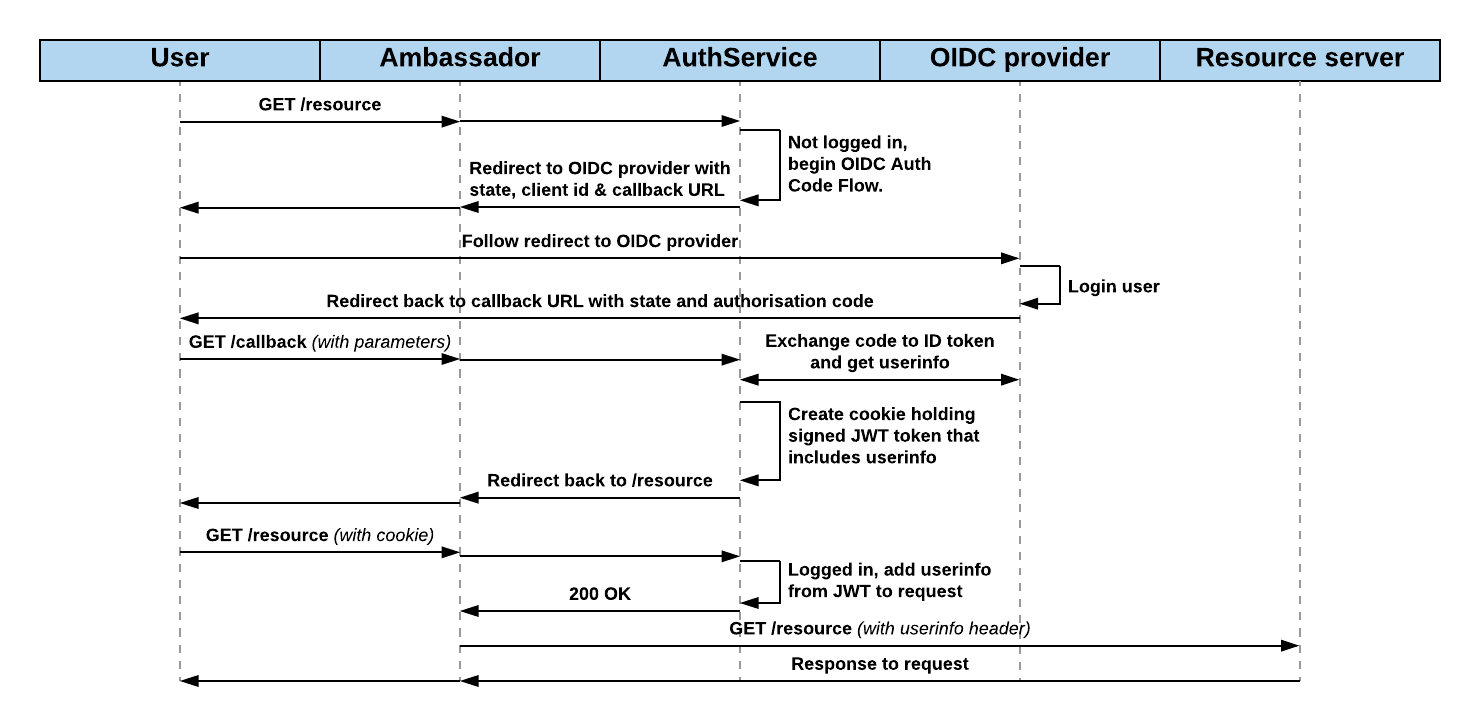 User
Ambassador
AuthService
OIDC provider
Resource server
GET /resource
Not logged in,
begin OIDC Auth
Code Flow.
Redirect to OIDC provider with
state, client id & callback URL
Follow redirect to OIDC provider
Login user
Redirect back to callback URL with state and authorisation code
GET /callback (with parameters)
Exchange code to ID token
and get userinfo
Create cookie holding
signed JWT token that
includes userinfo
Redirect back to /resource
GET /resource (with cookie)
Logged in, add userinfo
from JWT to request
200 OK
GET /resource (with userinfo header)
Response to request